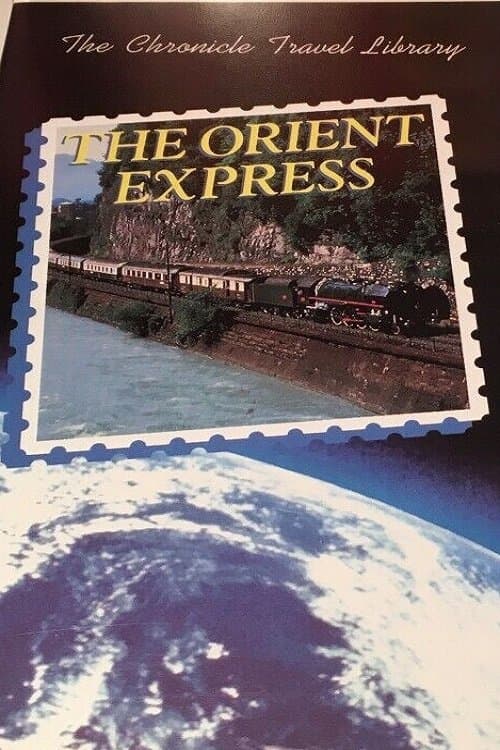 The Chronicle Travel Library
THE ORIENT
EXPRESS